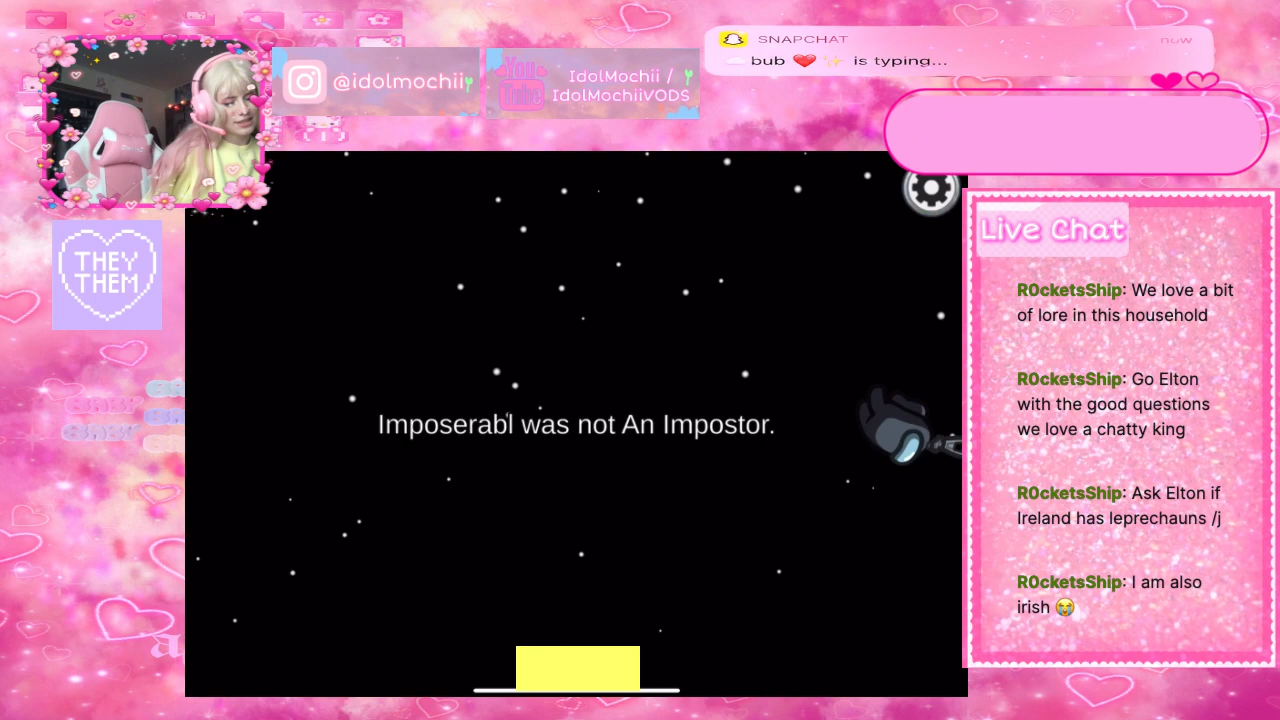 @idolmochii
You
Tube
IdolMochii /
IdolMochiiVODS
SNAPCHAT
now
☁️ bub ❤️ ✨ is typing...
THEY
THEM
Live Chat
R0cketsShip: We love a bit
of lore in this household
R0cketsShip: Go Elton
with the good questions
we love a chatty king
R0cketsShip: Ask Elton if
Ireland has leprechauns /j
R0cketsShip: I am also
irish 😭
Imposerabl was not An Impostor.